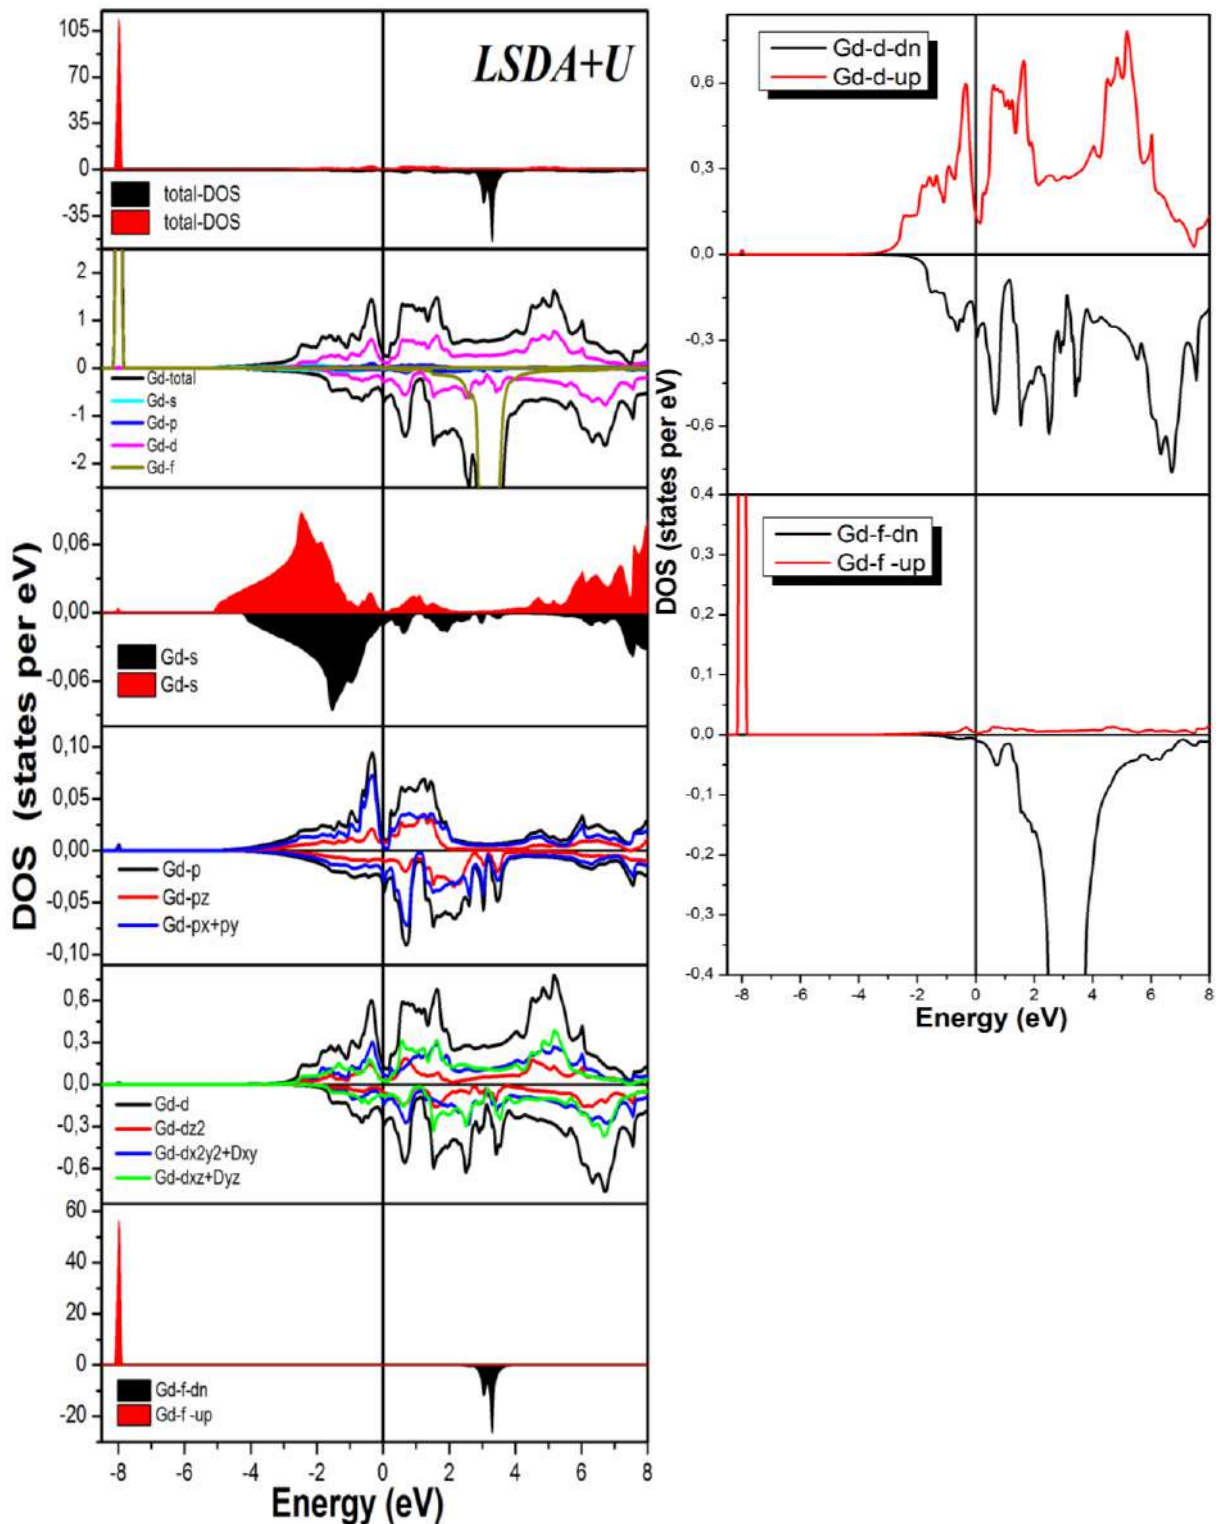 LSDA+U
105
70
35
0
-35
total-DOS
total-DOS
2
1
0
-1
-2
Gd-total
Gd-s
Gd-p
Gd-d
Gd-f
0,06
0,00
-0,06
Gd-s
Gd-s
0,10
0,05
0,00
-0,05
-0,10
Gd-p
Gd-pz
Gd-px+py
0,6
0,3
0,0
-0,3
-0,6
Gd-d
Gd-dz2
Gd-dx2y2+Dxy
Gd-dxz+Dyz
60
40
20
0
-20
Gd-f-dn
Gd-f -up
-8 -6 -4 -2 0 2 4 6 8
Energy (eV)
DOS (states per eV)
Gd-d-dn
Gd-d-up
0,6
0,3
0,0
-0,3
-0,6
0,4
Gd-f-dn
Gd-f -up
0,3
0,2
0,1
0,0
-0,1
-0,2
-0,3
-0,4
-8 -6 -4 -2 0 2 4 6 8
Energy (eV)
DOS (states per eV)